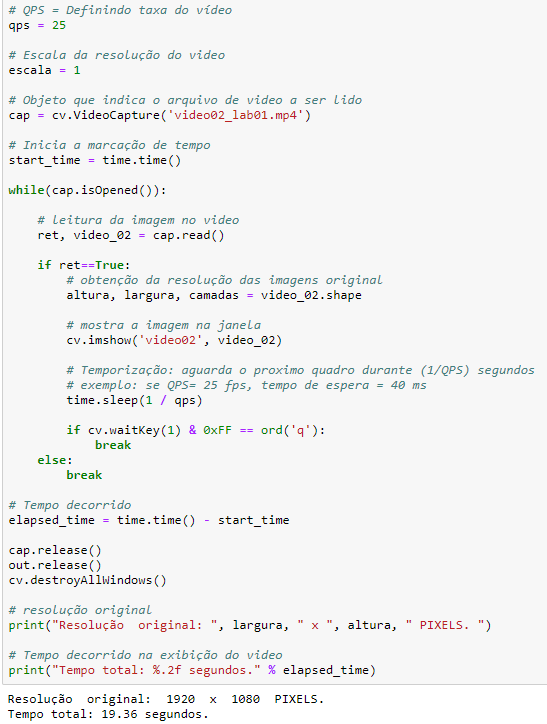 # QPS = Definindo taxa do vídeo
qps = 25
# Escala da resolução do video
escala = 1
# Objeto que indica o arquivo de video a ser lido
cap = cv.VideoCapture('video02_lab01.mp4')
# Inicia a marcação de tempo
start_time = time.time()
while(cap.isOpened()):
    # leitura da imagem no video
    ret, video_02 = cap.read()
    if ret==True:
        # obtenção da resolução das imagens original
        altura, largura, camadas = video_02.shape
        # mostra a imagem na janela
        cv.imshow('video02', video_02)
        # Temporização: aguarda o proximo quadro durante (1/QPS) segundos
        # exemplo: se QPS= 25 fps, tempo de espera = 40 ms
        time.sleep(1 / qps)
        if cv.waitKey(1) & 0xFF == ord('q'):
            break
    else:
        break
# Tempo decorrido
elapsed_time = time.time() - start_time
cap.release()
out.release()
cv.destroyAllWindows()
# resolução original
print("Resolução  original: ", largura, " x ", altura, " PIXELS. ")
# Tempo decorrido na exibição do video
print("Tempo total: %.2f segundos." % elapsed_time)
Resolução  original:  1920  x  1080  PIXELS.
Tempo total: 19.36 segundos.